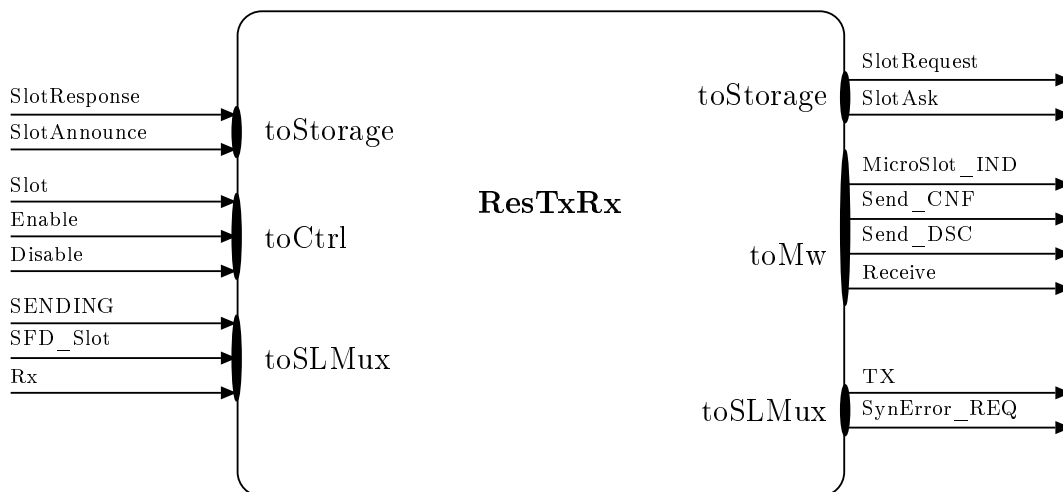 SlotResponse
SlotAnnounce
toStorage
Slot
Enable
Disable
toCtrl
SENDING
SFD_Slot
Rx
toSLMux
ResTxRx
toStorage
SlotRequest
SlotAsk
toMw
MicroSlot_IND
Send_CNF
Send_DSC
Receive
toSLMux
TX
SynError_REQ